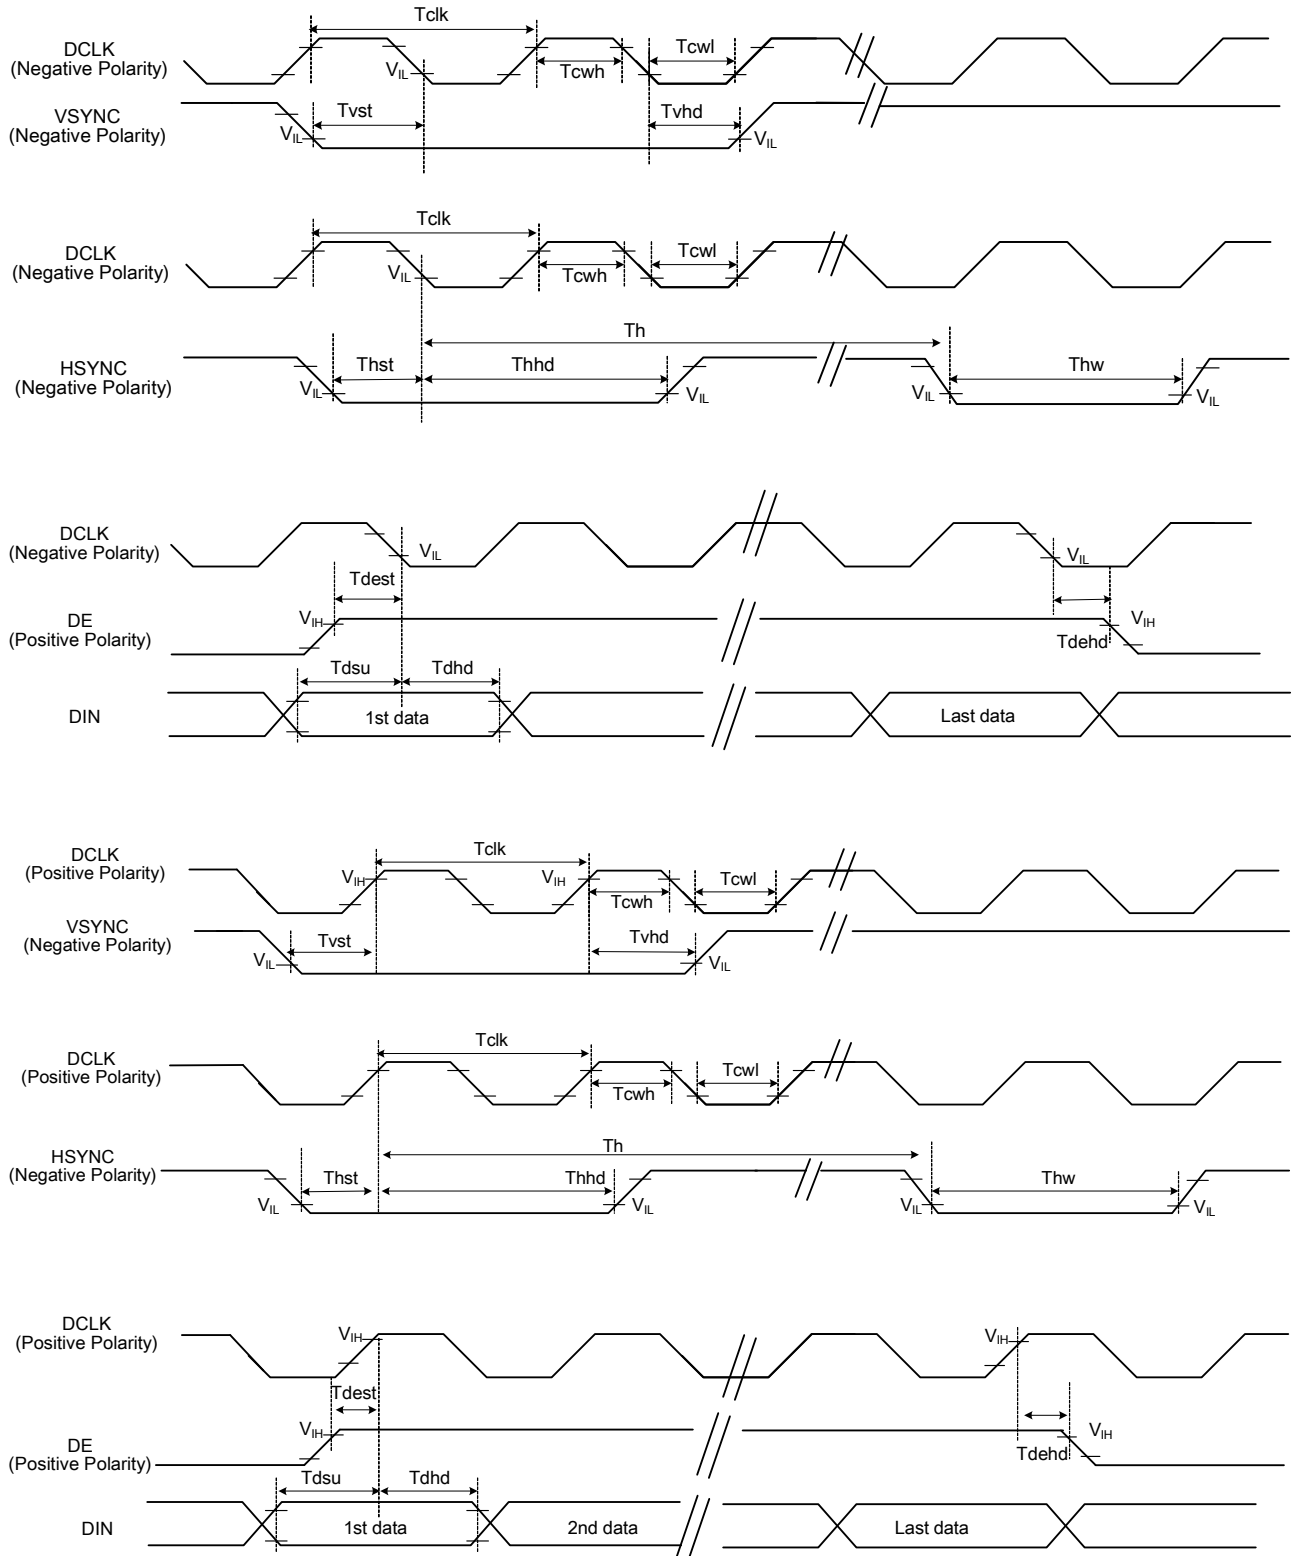 Tclk
DCLK
(Negative Polarity)
VIL
Tcwh
Tcwl
VSYNC
(Negative Polarity)
VIL
Tvst
Tvhd
VIL
Tclk
DCLK
(Negative Polarity)
VIL
Tcwh
Tcwl
Th
HSYNC
(Negative Polarity)
VIL
Thst
Thhd
VIL
VIL
Thw
VIL
DCLK
(Negative Polarity)
VIL
VIL
Tdest
DE
(Positive Polarity)
VIH
VIH
Tdehd
Tdsu
Tdhd
DIN
1st data
Last data
DCLK
(Positive Polarity)
VIH
Tclk
VIH
Tcwh
Tcwl
VSYNC
(Negative Polarity)
VIL
Tvst
Tvhd
VIL
Tclk
DCLK
(Positive Polarity)
Tcwh
Tcwl
Th
HSYNC
(Negative Polarity)
VIL
Thst
Thhd
VIL
VIL
Thw
VIL
DCLK
(Positive Polarity)
VIH
VIH
Tdest
DE
(Positive Polarity)
VIH
VIH
Tdehd
Tdsu
Tdhd
DIN
1st data
2nd data
Last data